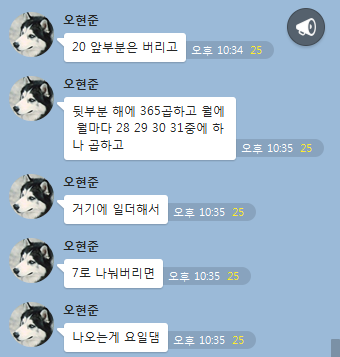 오현준
20 앞부분은 버리고
오후 10:34 25
오현준
뒷부분 해에 365곱하고 월에
월마다 28 29 30 31중에 하
나 곱하고
오후 10:35 25
오현준
거기에 일더해서
오후 10:35 25
오현준
7로 나눠버리면
오후 10:35 25
오현준
나오는게 요일댐
오후 10:35 25